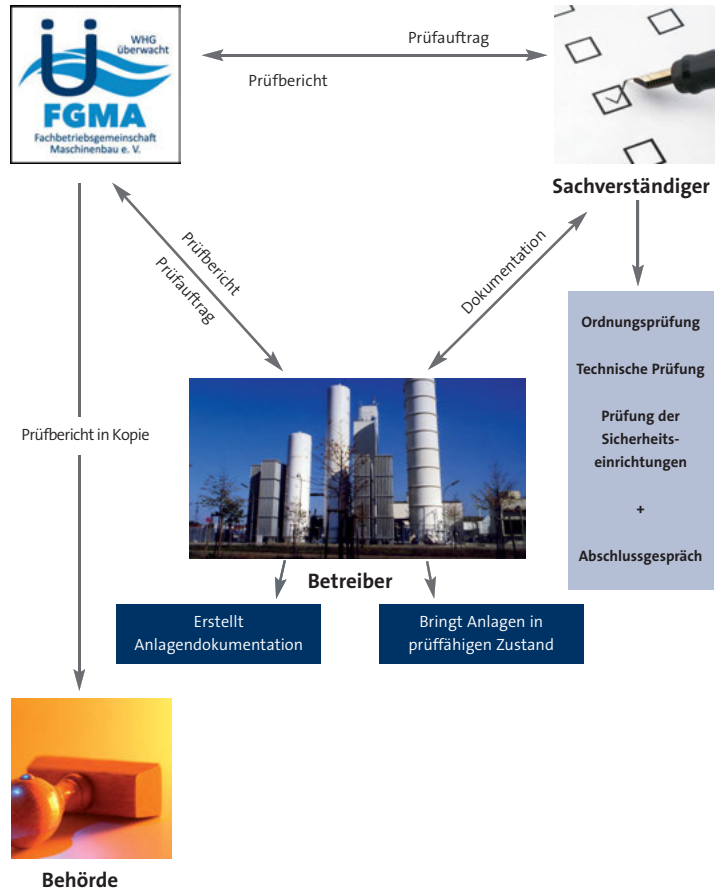 WHG
überwacht
Ü
FGMA
Fachbetriebsgemeinschaft
Maschinenbau e. V.
Prüfauftrag
Prüfbericht
Sachverständiger
Prüfbericht
Prüfauftrag
Dokumentation
Ordnungsprüfung
Technische Prüfung
Prüfung der
Sicherheits-
einrichtungen
+
Abschlussgespräch
Prüfbericht in Kopie
Betreiber
Erstellt
Anlagendokumentation
Bringt Anlagen in
prüffähigen Zustand
Behörde